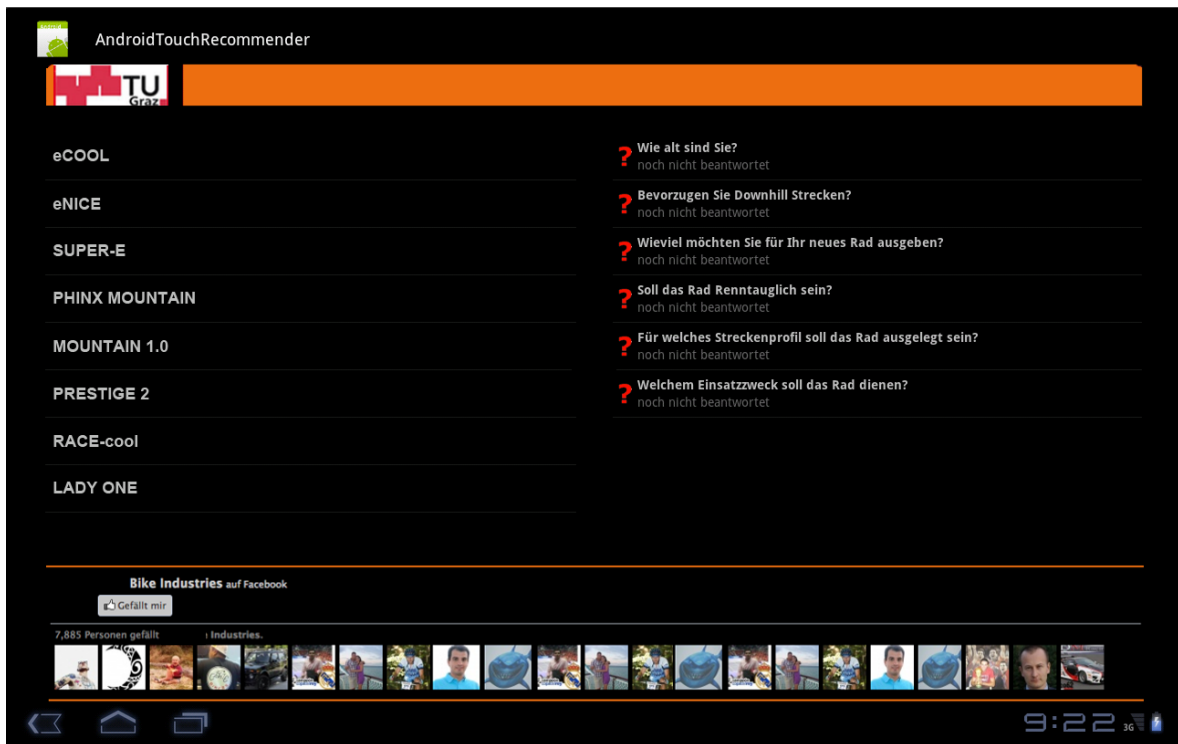 android
AndroidTouchRecommender
TU
Graz
eCOOL
eNICE
SUPER-E
PHINX MOUNTAIN
MOUNTAIN 1.0
PRESTIGE 2
RACE-cool
LADY ONE
Wie alt sind Sie?
noch nicht beantwortet
Bevorzugen Sie Downhill Strecken?
noch nicht beantwortet
Wieviel möchten Sie für Ihr neues Rad ausgeben?
noch nicht beantwortet
Soll das Rad Renntauglich sein?
noch nicht beantwortet
Für welches Streckenprofil soll das Rad ausgelegt sein?
noch nicht beantwortet
Welchem Einsatzzweck soll das Rad dienen?
noch nicht beantwortet
Bike Industries auf Facebook
Gefällt mir
7,885 Personen gefällt Industries.
9:22 3G